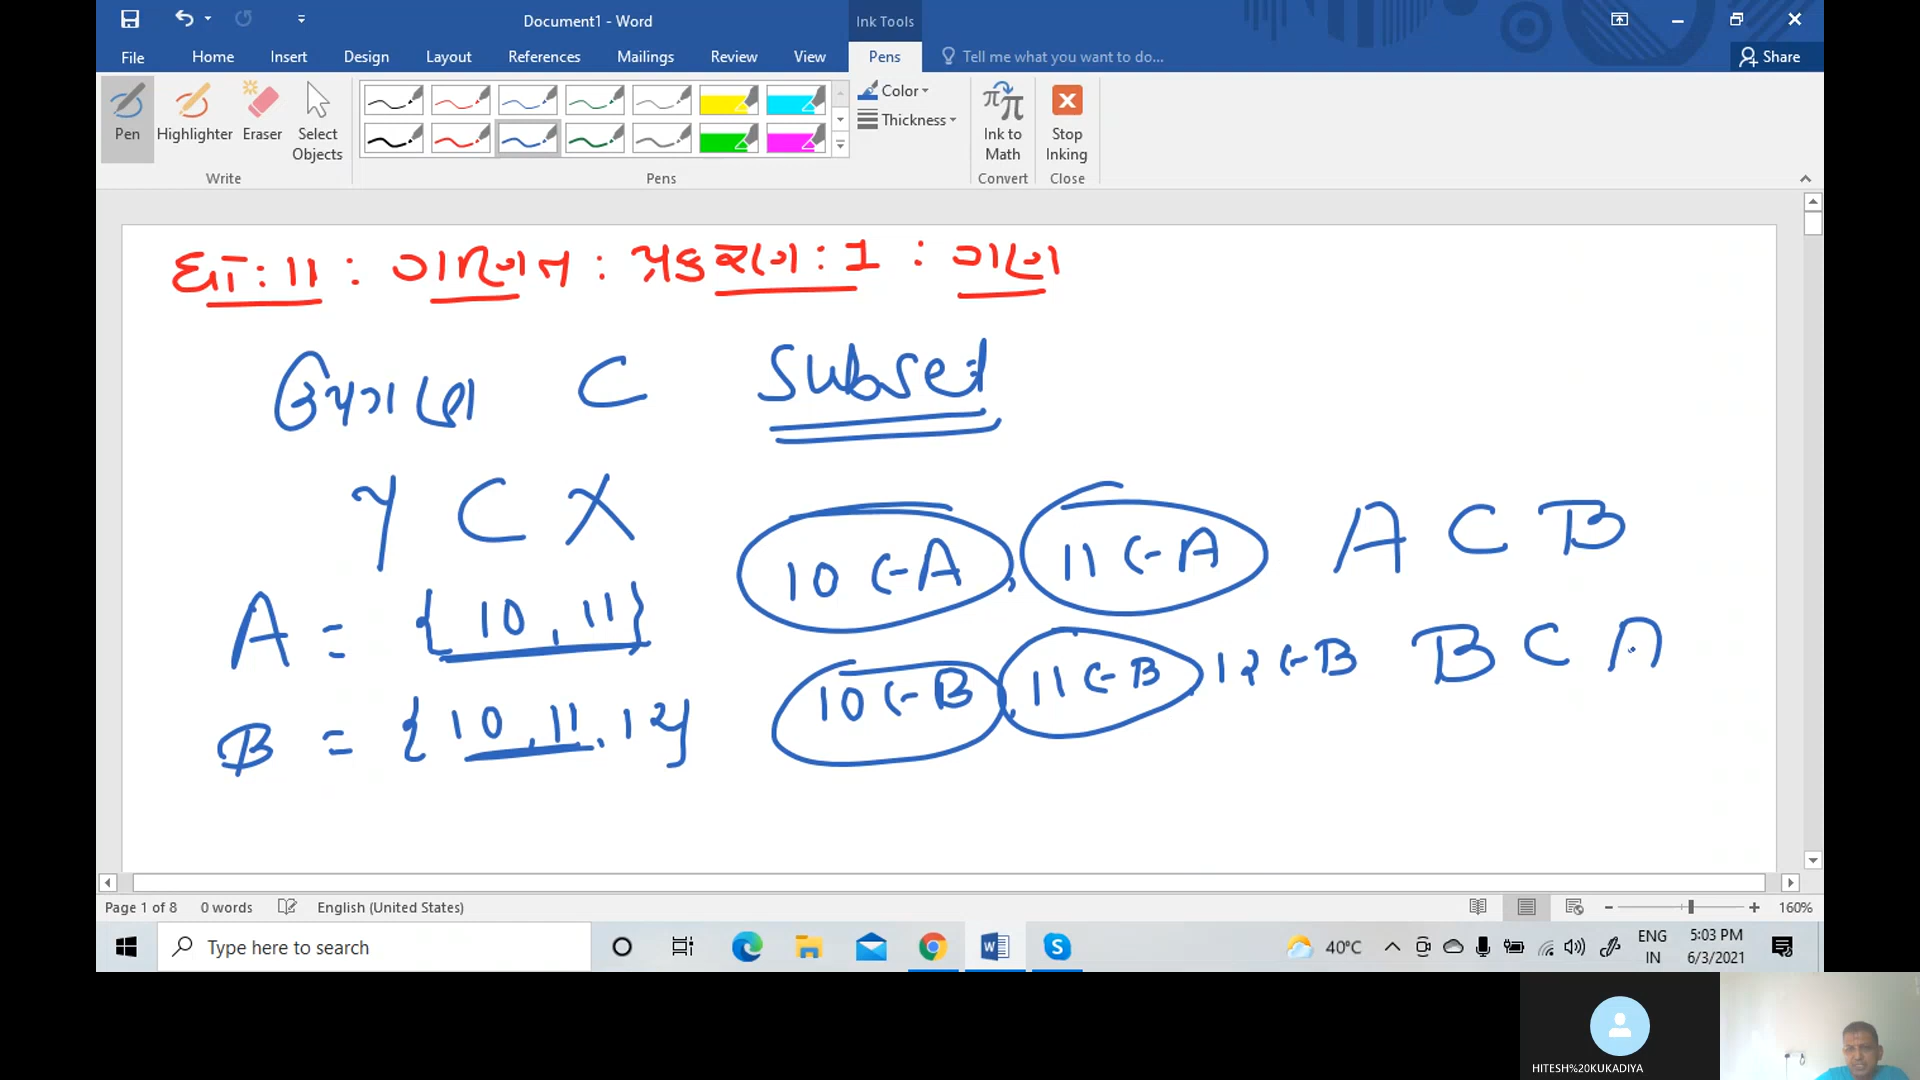 Document1 - Word
Ink Tools
File Home Insert Design Layout References Mailings Review View Pens Tell me what you want to do... Share
Pen Highlighter Eraser Select Objects
Color
Thickness
Ink to Math
Stop Inking
Write Pens Convert Close
ધો : 11 : ગણિત : પ્રકરણ : 1 : ગણ
ઉપગણ ⊂ Subset
Y ⊂ X
10 ∈ A, 11 ∈ A A ⊂ B
A = {10, 11}
10 ∈ B, 11 ∈ B 12 ∈ B B ⊂ A
B = {10, 11, 12}
Page 1 of 8 0 words English (United States) 160%
Type here to search
40°C
ENG
IN
5:03 PM
6/3/2021
HITESH%20KUKADIYA